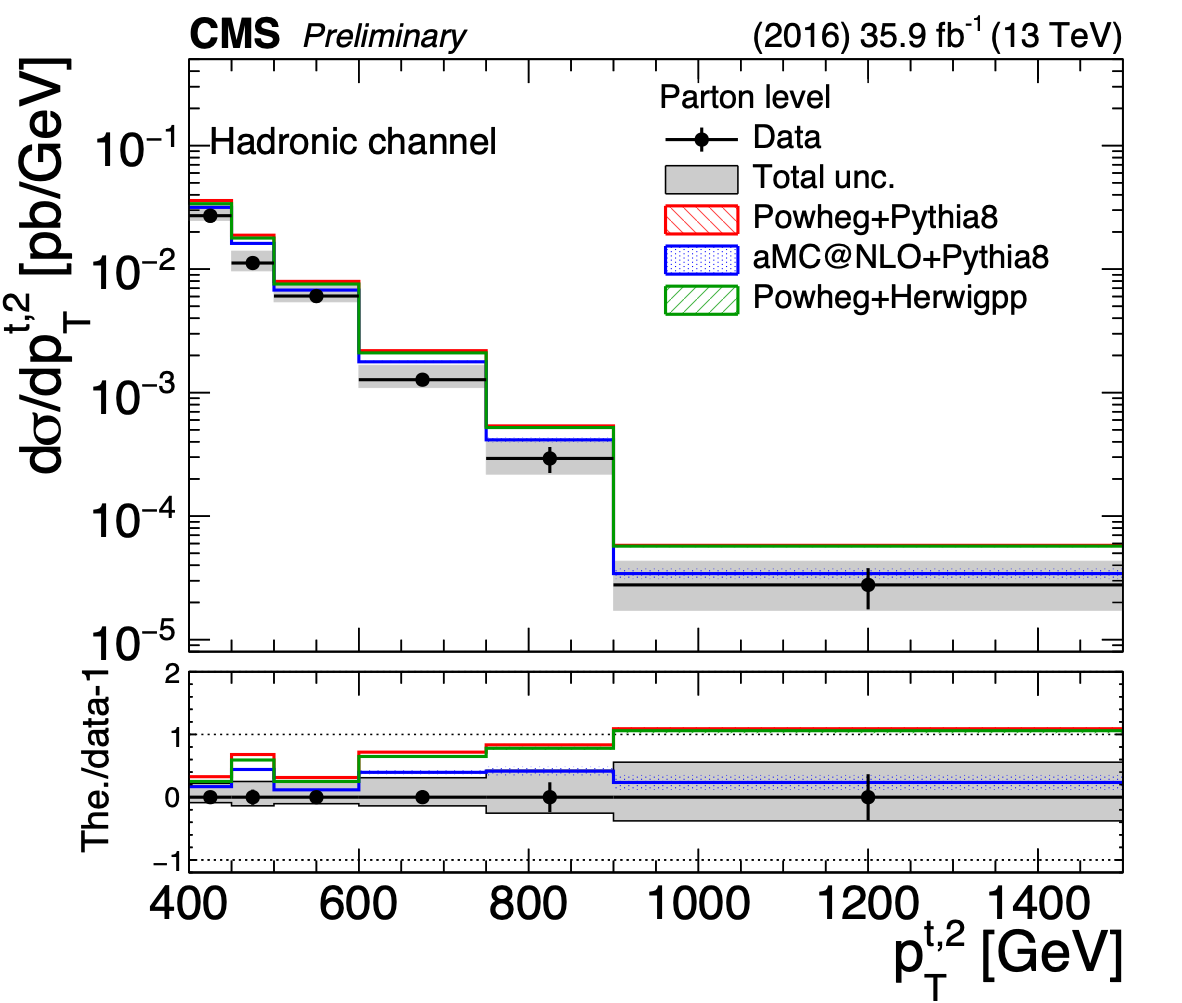 CMS Preliminary (2016) 35.9 fb⁻¹ (13 TeV)
Parton level
Hadronic channel
Data
Total unc.
Powheg+Pythia8
aMC@NLO+Pythia8
Powheg+Herwigpp
dσ/dp_T^{t,2} [pb/GeV]
10⁻¹
10⁻²
10⁻³
10⁻⁴
10⁻⁵
The./data-1
2
1
0
−1
400 600 800 1000 1200 1400
p_T^{t,2} [GeV]